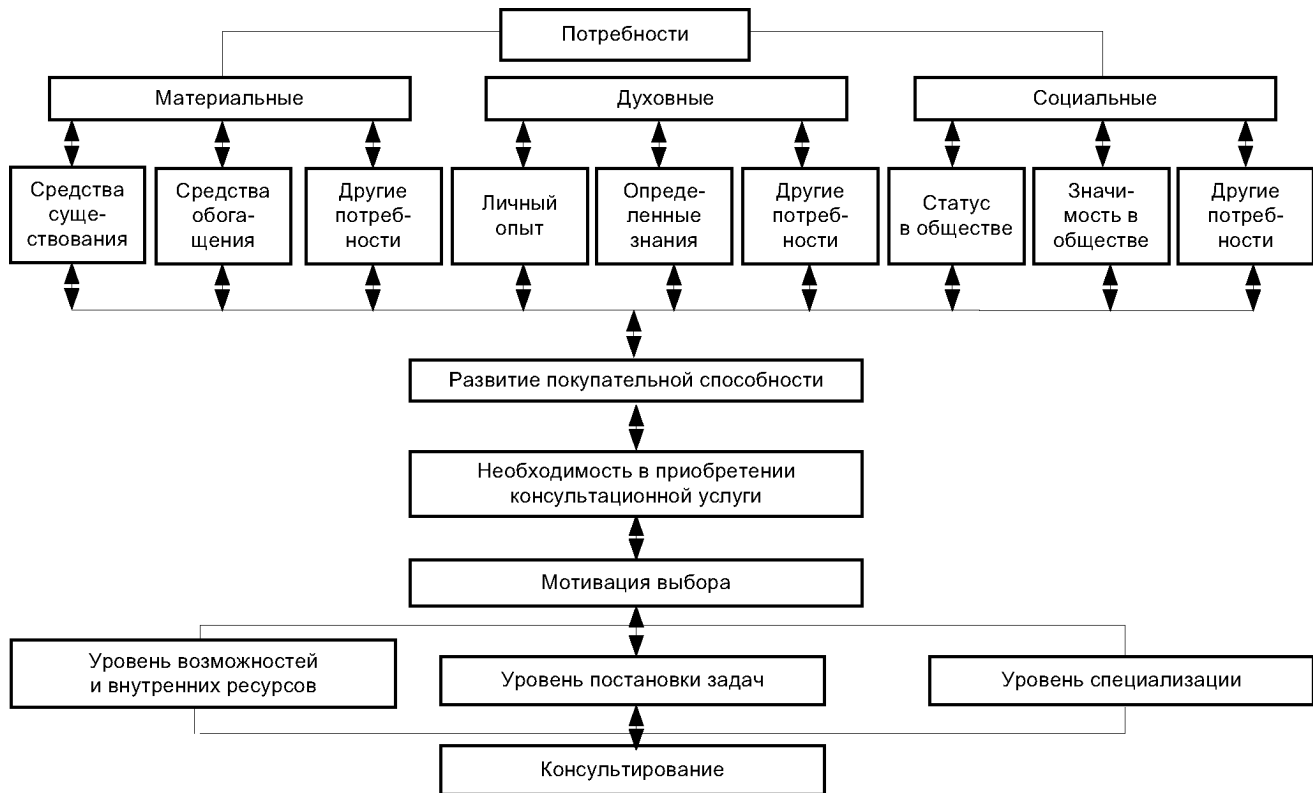 Потребности
Материальные
Духовные
Социальные
Средства
суще-
ствования
Средства
обога-
щения
Другие
потреб-
ности
Личный
опыт
Опреде-
ленные
знания
Другие
потреб-
ности
Статус
в обществе
Значи-
мость в
обществе
Другие
потреб-
ности
Развитие покупательной способности
Необходимость в приобретении
консультационной услуги
Мотивация выбора
Уровень возможностей
и внутренних ресурсов
Уровень постановки задач
Уровень специализации
Консультирование